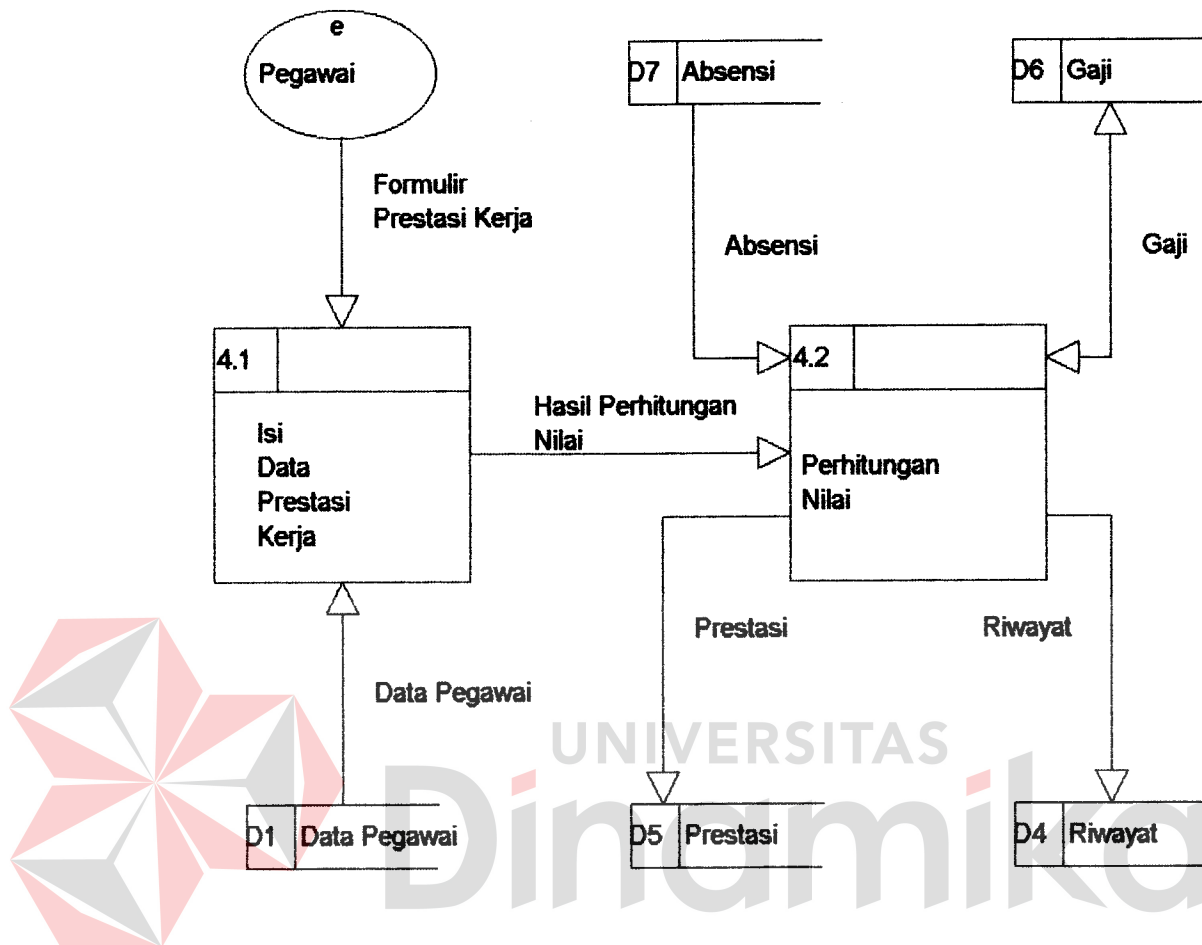 e
Pegawai
D7 Absensi
D6 Gaji
Formulir
Prestasi Kerja
Absensi
Gaji
4.1
4.2
Isi
Data
Prestasi
Kerja
Hasil Perhitungan
Nilai
Perhitungan
Nilai
Prestasi
Riwayat
Data Pegawai
UNIVERSITAS
Dinamika
D1 Data Pegawai
D5 Prestasi
D4 Riwayat